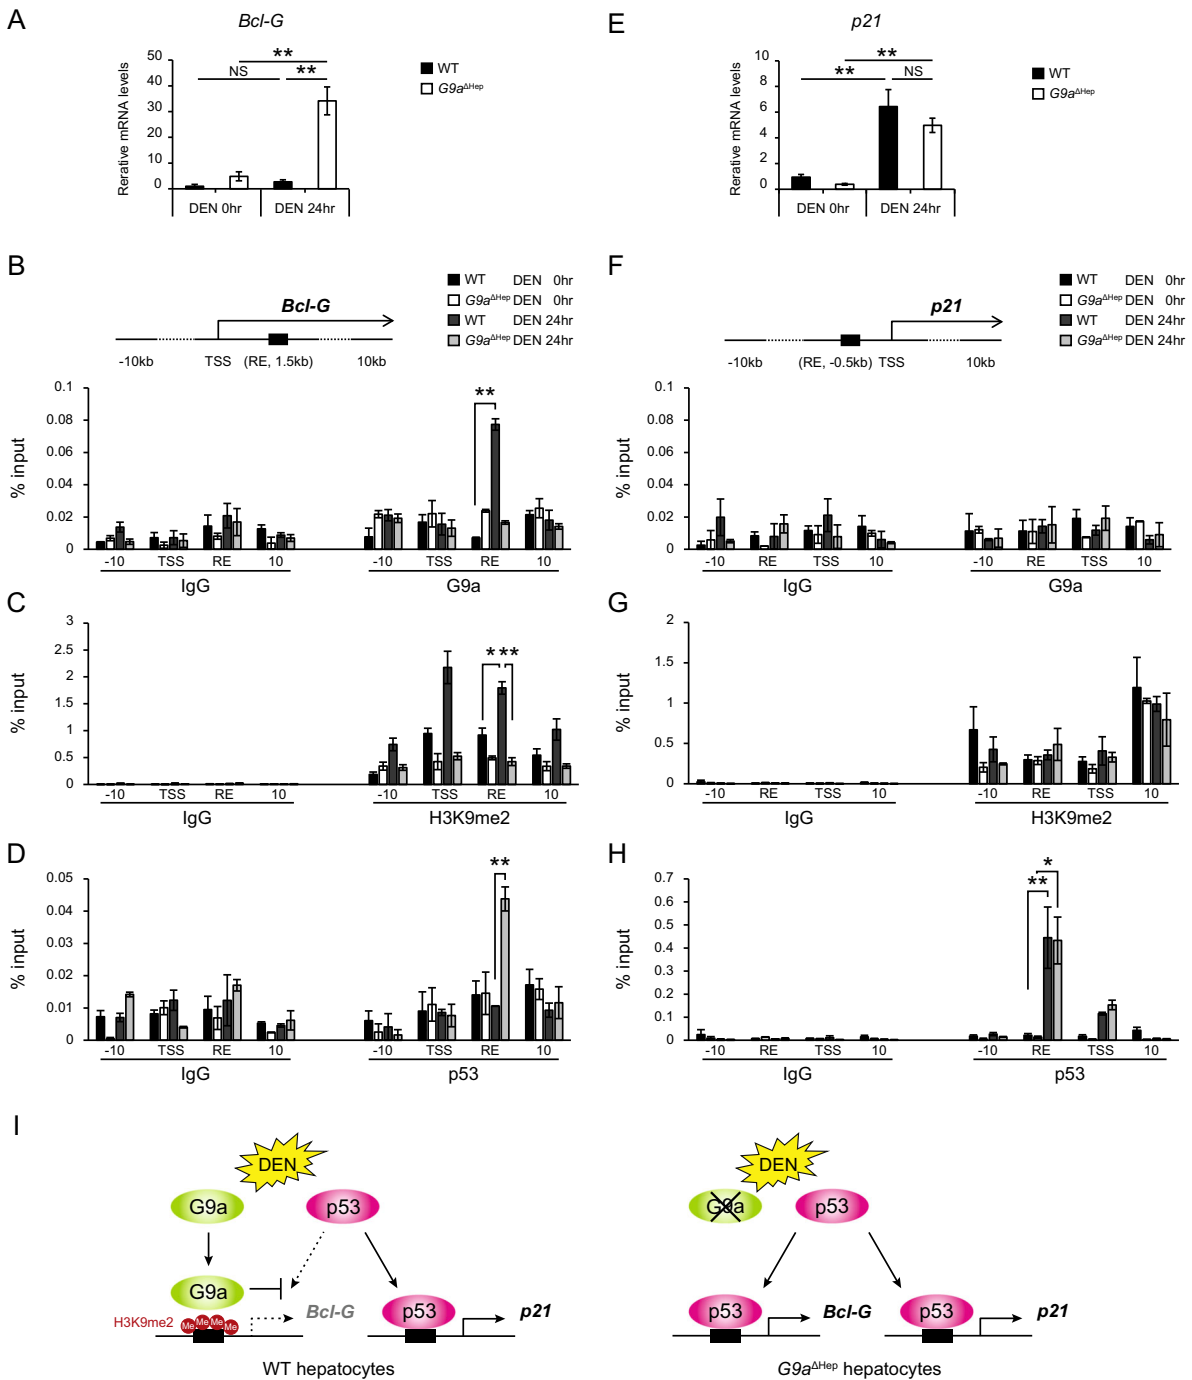 A
Bcl-G
Rerative mRNA levels
50
40
30
20
10
0
NS
**
**
WT
G9aΔHep
DEN 0hr
DEN 24hr
E
p21
Rerative mRNA levels
10
8
6
4
2
0
**
**
NS
WT
G9aΔHep
DEN 0hr
DEN 24hr
B
Bcl-G
-10kb
TSS
(RE, 1.5kb)
10kb
WT DEN 0hr
G9aΔHep DEN 0hr
WT DEN 24hr
G9aΔHep DEN 24hr
% input
0.1
0.08
0.06
0.04
0.02
0
**
-10 TSS RE 10
IgG
-10 TSS RE 10
G9a
F
p21
-10kb
(RE, -0.5kb)
TSS
10kb
WT DEN 0hr
G9aΔHep DEN 0hr
WT DEN 24hr
G9aΔHep DEN 24hr
% input
0.1
0.08
0.06
0.04
0.02
0
-10 RE TSS 10
IgG
-10 RE TSS 10
G9a
C
% input
3
2.5
2
1.5
1
0.5
0
* **
-10 TSS RE 10
IgG
-10 TSS RE 10
H3K9me2
G
% input
2
1.5
1
0.5
0
-10 RE TSS 10
IgG
-10 RE TSS 10
H3K9me2
D
% input
0.05
0.04
0.03
0.02
0.01
0
**
-10 TSS RE 10
IgG
-10 TSS RE 10
p53
H
% input
0.7
0.6
0.5
0.4
0.3
0.2
0.1
0
*
**
-10 RE TSS 10
IgG
-10 RE TSS 10
p53
I
DEN
G9a
p53
G9a
H3K9me2
Me Me Me Me
Bcl-G
p53
p21
WT hepatocytes
DEN
G9a
p53
p53
Bcl-G
p53
p21
G9aΔHep hepatocytes